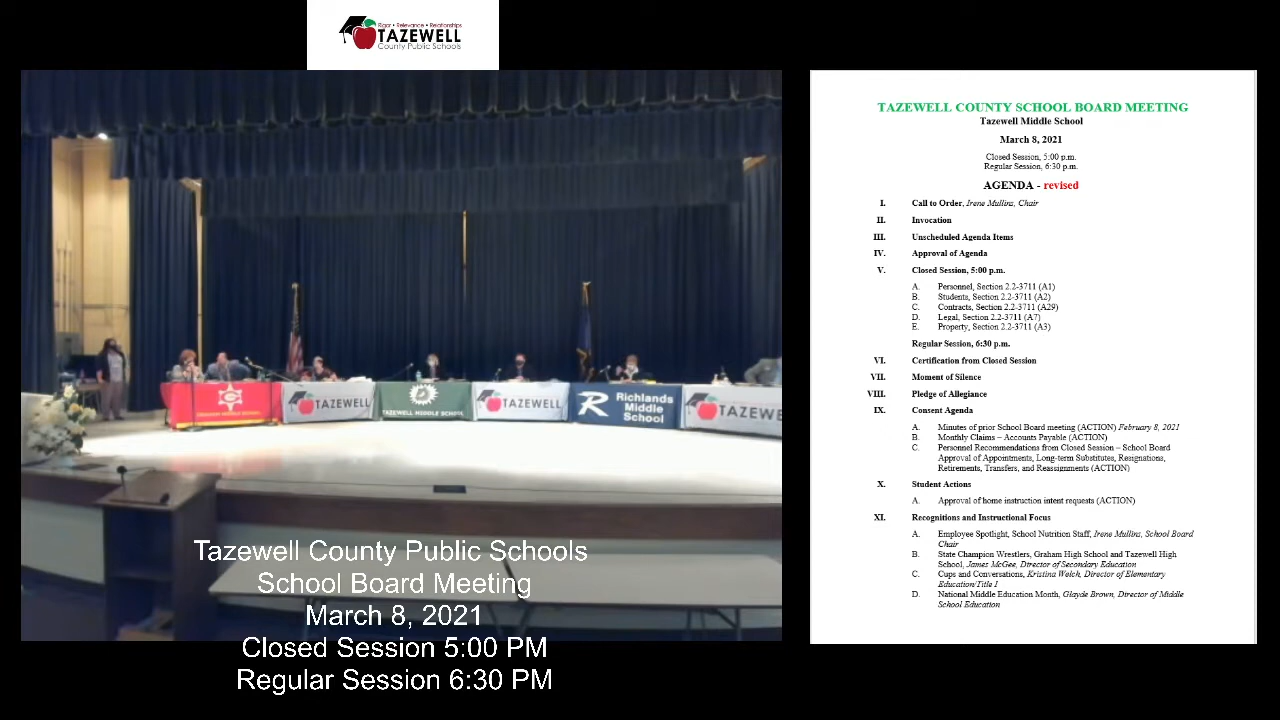 Rigor • Relevance • Relationships
TAZEWELL
County Public Schools
TAZEWELL
TAZEWELL MIDDLE SCHOOL
TAZEWELL
R
Richlands
Middle
School
TAZEWE
Tazewell County Public Schools
School Board Meeting
March 8, 2021
Closed Session 5:00 PM
Regular Session 6:30 PM
TAZEWELL COUNTY SCHOOL BOARD MEETING
Tazewell Middle School
March 8, 2021
Closed Session, 5:00 p.m.
Regular Session, 6:30 p.m.
AGENDA - revised
I. Call to Order, Irene Mullins, Chair
II. Invocation
III. Unscheduled Agenda Items
IV. Approval of Agenda
V. Closed Session, 5:00 p.m.
A. Personnel, Section 2.2-3711 (A1)
B. Students, Section 2.2-3711 (A2)
C. Contracts, Section 2.2-3711 (A29)
D. Legal, Section 2.2-3711 (A7)
E. Property, Section 2.2-3711 (A3)
Regular Session, 6:30 p.m.
VI. Certification from Closed Session
VII. Moment of Silence
VIII. Pledge of Allegiance
IX. Consent Agenda
A. Minutes of prior School Board meeting (ACTION) February 8, 2021
B. Monthly Claims – Accounts Payable (ACTION)
C. Personnel Recommendations from Closed Session – School Board
Approval of Appointments, Long-term Substitutes, Resignations,
Retirements, Transfers, and Reassignments (ACTION)
X. Student Actions
A. Approval of home instruction intent requests (ACTION)
XI. Recognitions and Instructional Focus
A. Employee Spotlight, School Nutrition Staff, Irene Mullins, School Board
Chair
B. State Champion Wrestlers, Graham High School and Tazewell High
School, James McGee, Director of Secondary Education
C. Cups and Conversations, Kristina Welch, Director of Elementary
Education/Title I
D. National Middle Education Month, Glayde Brown, Director of Middle
School Education